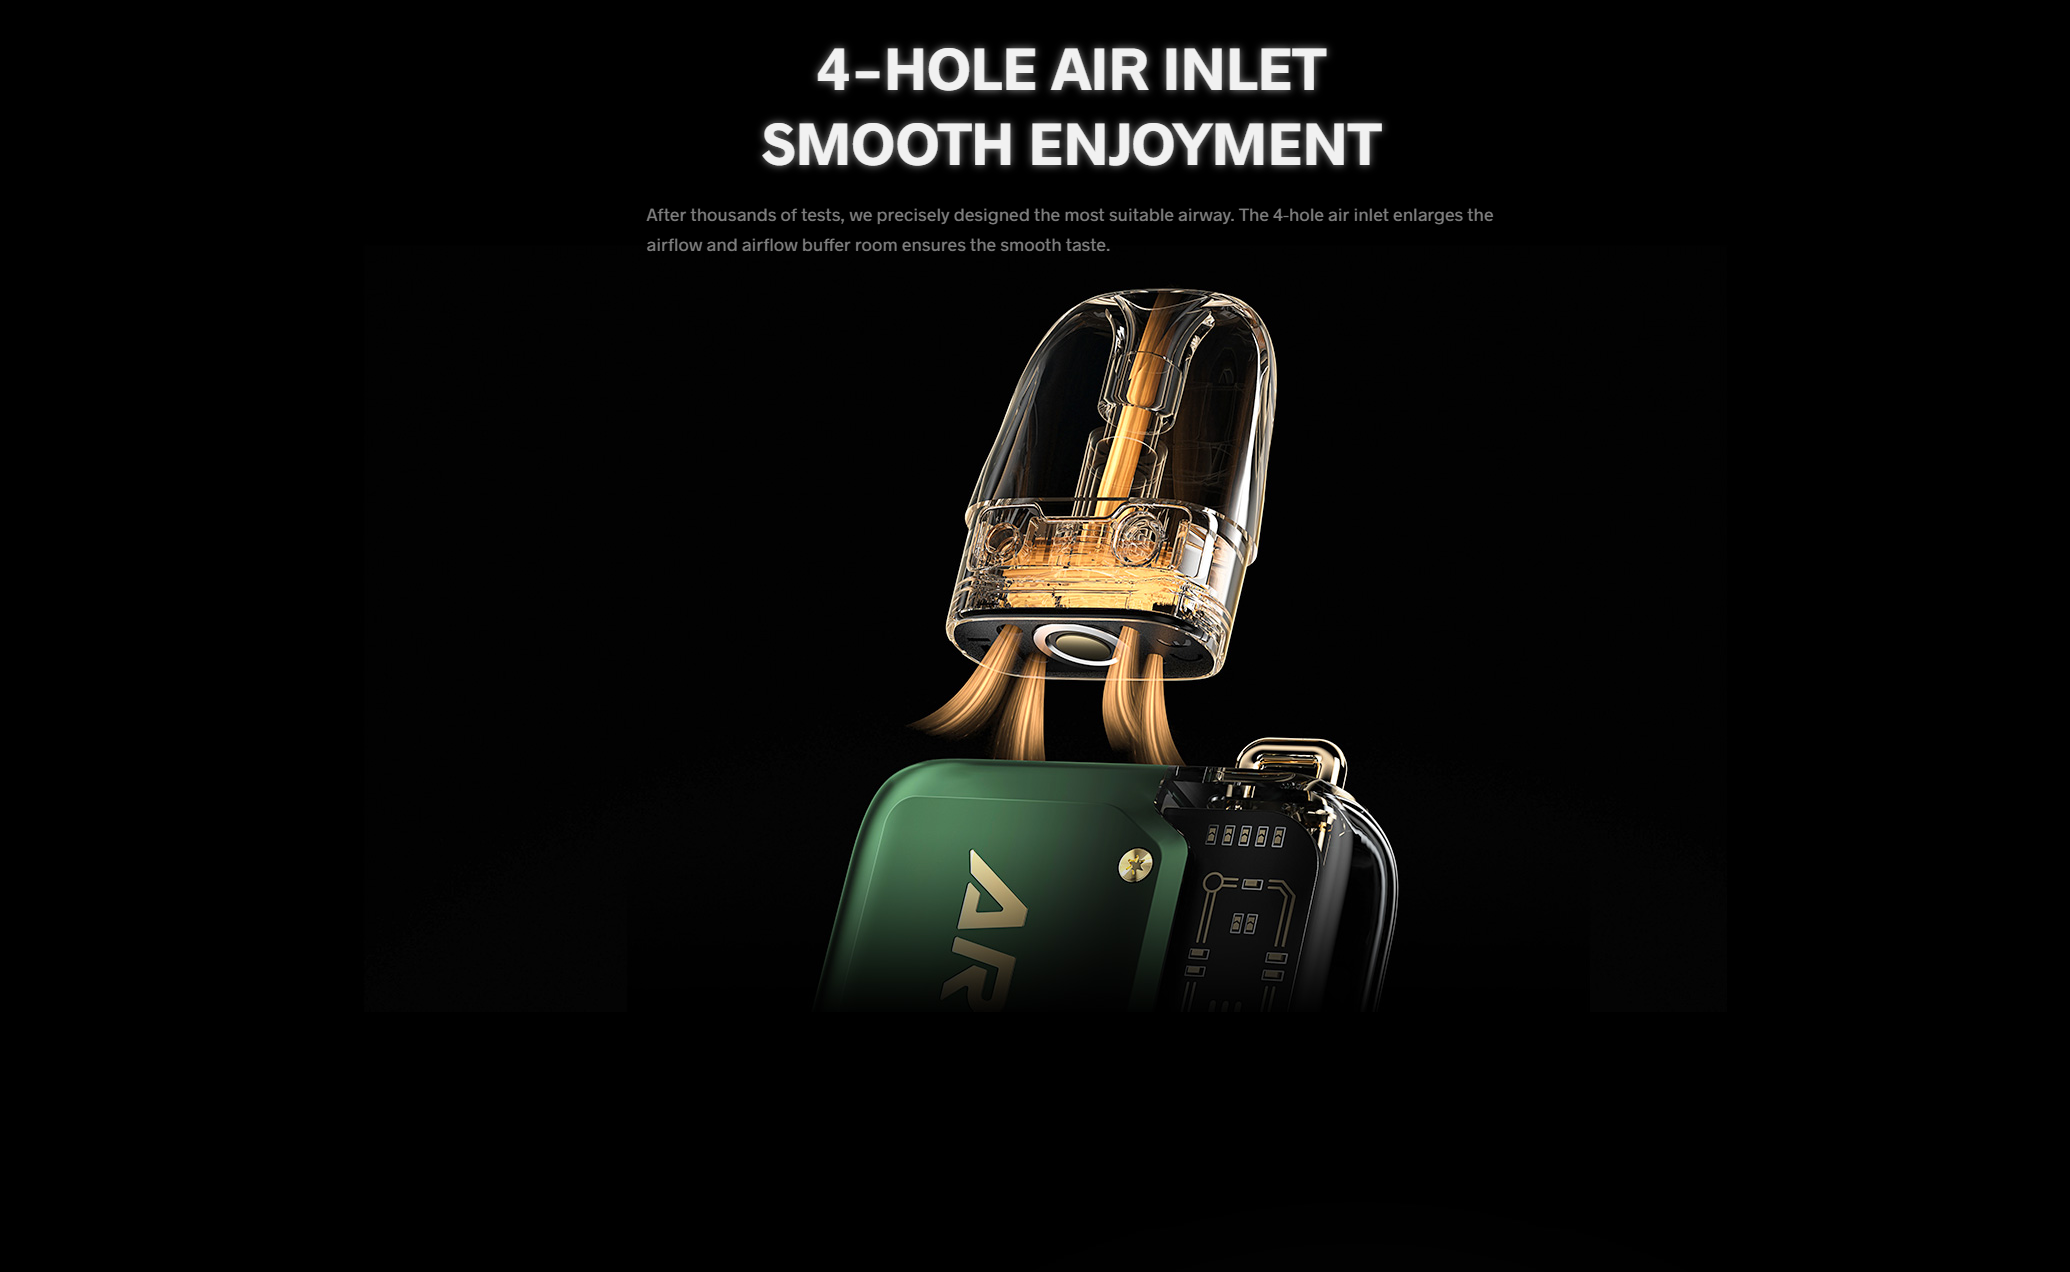 4-HOLE AIR INLET
SMOOTH ENJOYMENT
After thousands of tests, we precisely designed the most suitable airway. The 4-hole air inlet enlarges the
airflow and airflow buffer room ensures the smooth taste.
AR